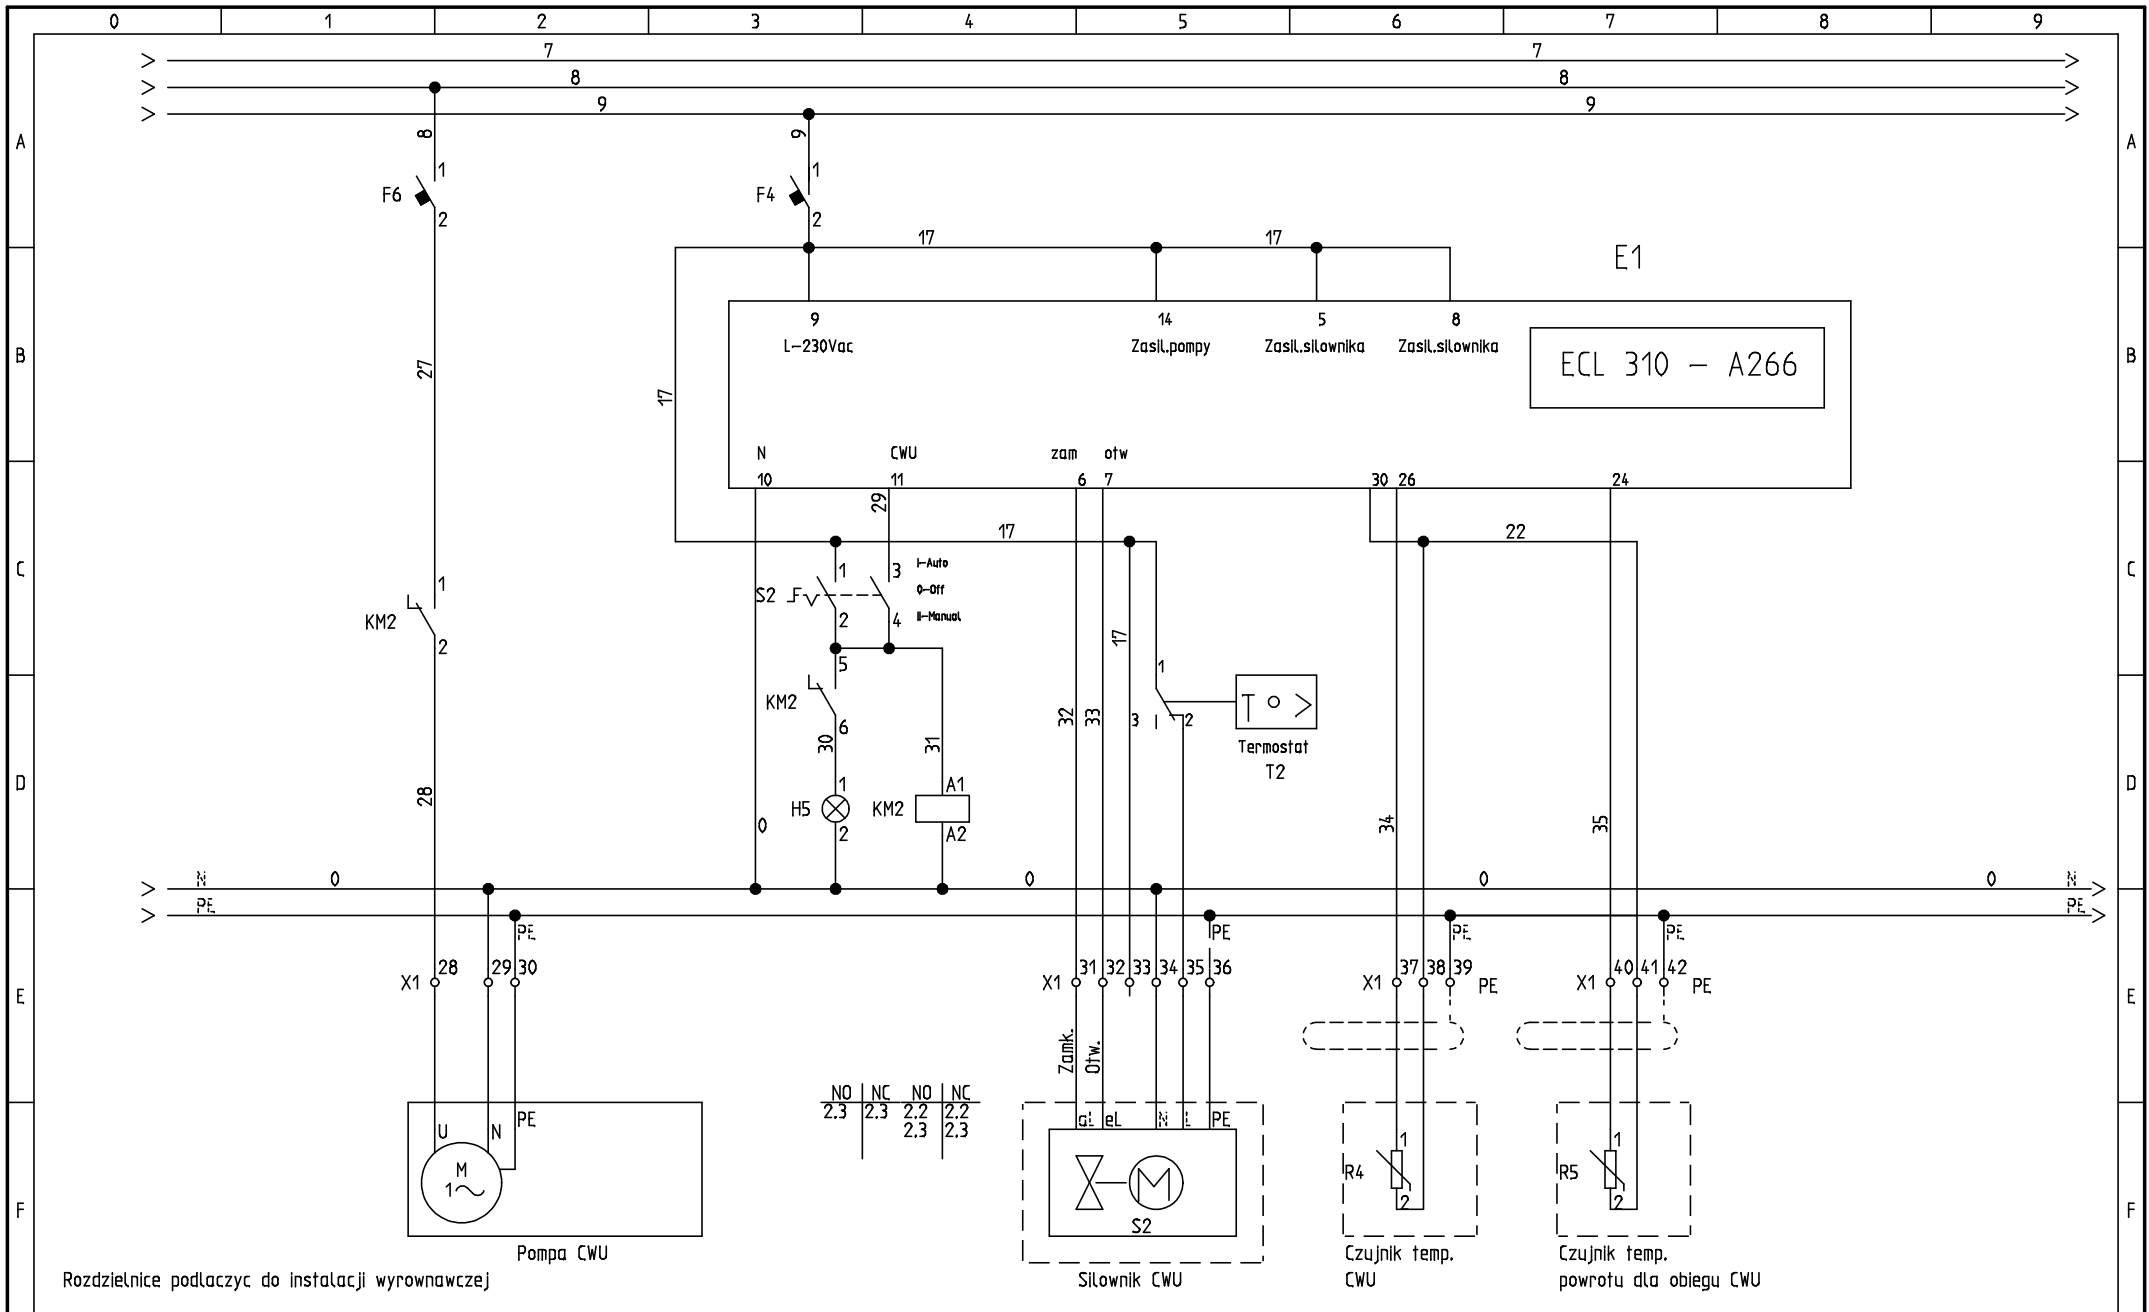 0 1 2 3 4 5 6 7 8 9
7 7
8 8
9 9
8 9
A A
1 1
F6 F4
2 2
17 17
E1
9 14 5 8
L-230Vac Zasil.pompy Zasil.silownika Zasil.silownika
ECL 310 - A266
B B
27
17
N CWU zam otw
10 11 6 7 30 26 24
29
17 22
C C
1 3 I-Auto
S2 0-Off
2 4 II-Manual
1
KM2
2
17
5 1
KM2
6
3 2
30 31 32 33
Termostat
T2
D D
28
1 A1
H5 KM2
2 A2
0 34 35
N 0 0 0 0 N
PE PE
PE PE PE PE
28 29 30 31 32 33 34 35 36 37 38 39 40 41 42
X1 X1 X1 PE X1 PE
E E
Zamk. Otw.
NO NC NO NC
2.3 2.3 2.2 2.2
2.3 2.3
U N PE
aL eL N L PE
M
1~
M
S2
1 1
R4 R5
2 2
F F
Pompa CWU
Silownik CWU
Czujnik temp.
CWU
Czujnik temp.
powrotu dla obiegu CWU
Rozdzielnice podlaczyc do instalacji wyrownawczej